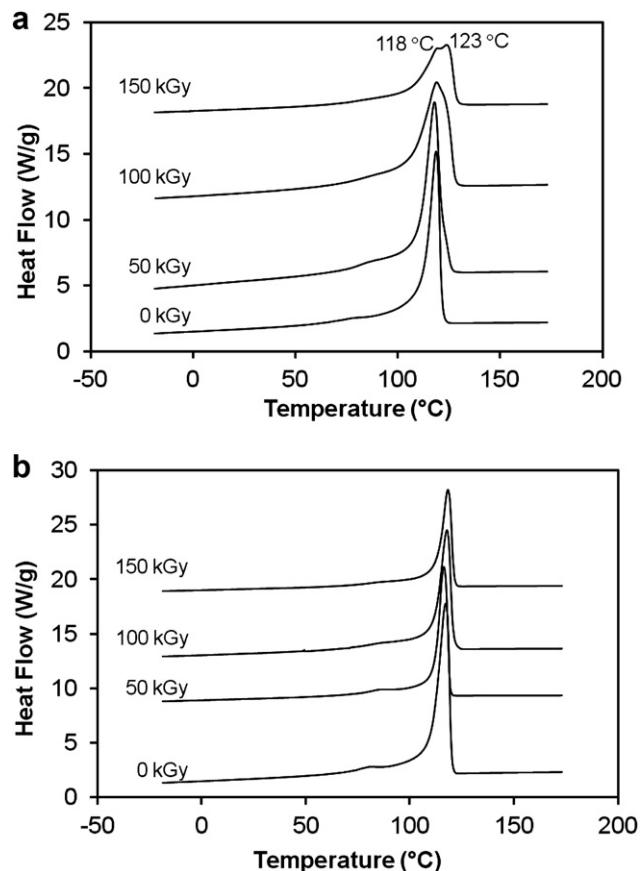 a
25
20
15
10
5
0
Heat Flow (W/g)
118 °C 123 °C
150 kGy
100 kGy
50 kGy
0 kGy
-50 0 50 100 150 200
Temperature (°C)
b
30
25
20
15
10
5
0
Heat Flow (W/g)
150 kGy
100 kGy
50 kGy
0 kGy
-50 0 50 100 150 200
Temperature (°C)